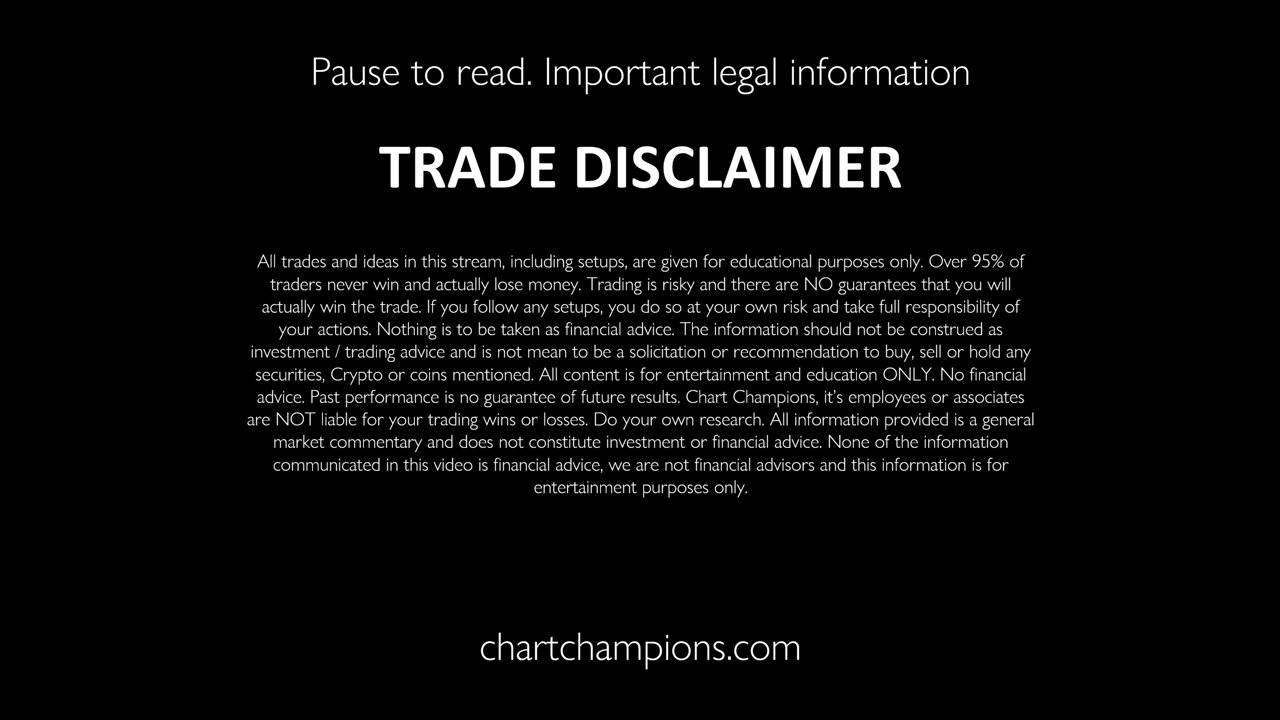 Pause to read. Important legal information
TRADE DISCLAIMER
All trades and ideas in this stream, including setups, are given for educational purposes only. Over 95% of
traders never win and actually lose money. Trading is risky and there are NO guarantees that you will
actually win the trade. If you follow any setups, you do so at your own risk and take full responsibility of
your actions. Nothing is to be taken as financial advice. The information should not be construed as
investment / trading advice and is not mean to be a solicitation or recommendation to buy, sell or hold any
securities, Crypto or coins mentioned. All content is for entertainment and education ONLY. No financial
advice. Past performance is no guarantee of future results. Chart Champions, it's employees or associates
are NOT liable for your trading wins or losses. Do your own research. All information provided is a general
market commentary and does not constitute investment or financial advice. None of the information
communicated in this video is financial advice, we are not financial advisors and this information is for
entertainment purposes only.
chartchampions.com